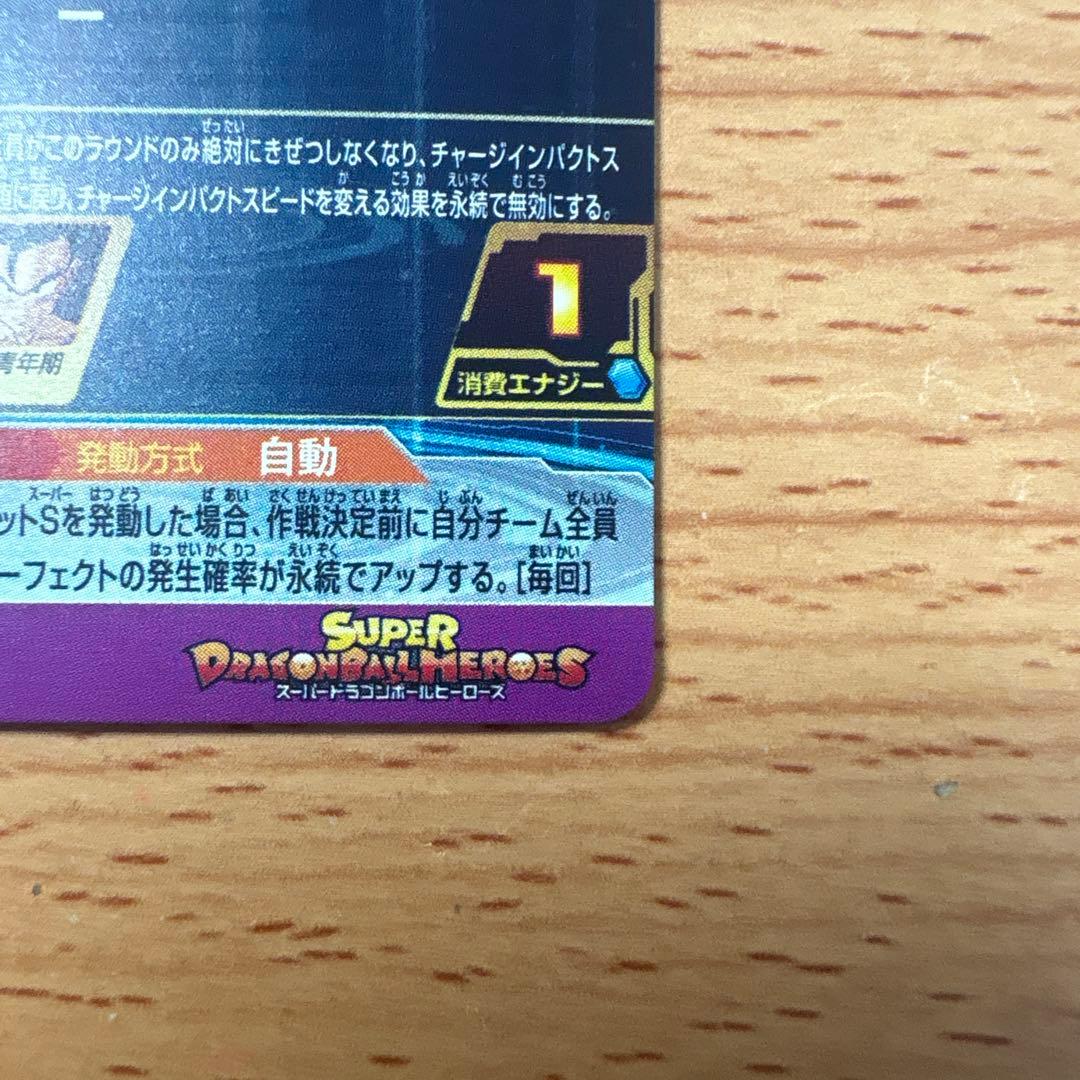 員がこのラウンドのみ絶対にきぜつしなくなり、チャージインパクトス
に戻り、チャージインパクトスピードを変える効果を永続で無効にする。
1
青年期
消費エナジー
発動方式 自動
ットSを発動した場合、作戦決定前に自分チーム全員
ーフェクトの発生確率が永続でアップする。[毎回]
SUPER
DRAGONBALL HEROES
スーパードラゴンボールヒーローズ